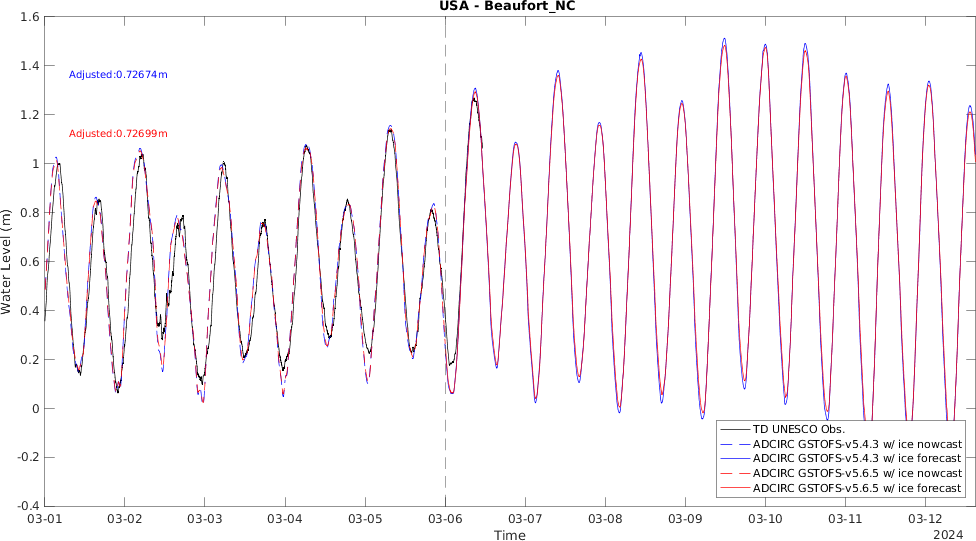 USA - Beaufort_NC
1.6
1.4
1.2
1
0.8
0.6
0.4
0.2
0
-0.2
-0.4
Water Level (m)
Adjusted:0.72674m
Adjusted:0.72699m
TD UNESCO Obs.
ADCIRC GSTOFS-v5.4.3 w/ ice nowcast
ADCIRC GSTOFS-v5.4.3 w/ ice forecast
ADCIRC GSTOFS-v5.6.5 w/ ice nowcast
ADCIRC GSTOFS-v5.6.5 w/ ice forecast
03-01 03-02 03-03 03-04 03-05 03-06 03-07 03-08 03-09 03-10 03-11 03-12
Time
2024